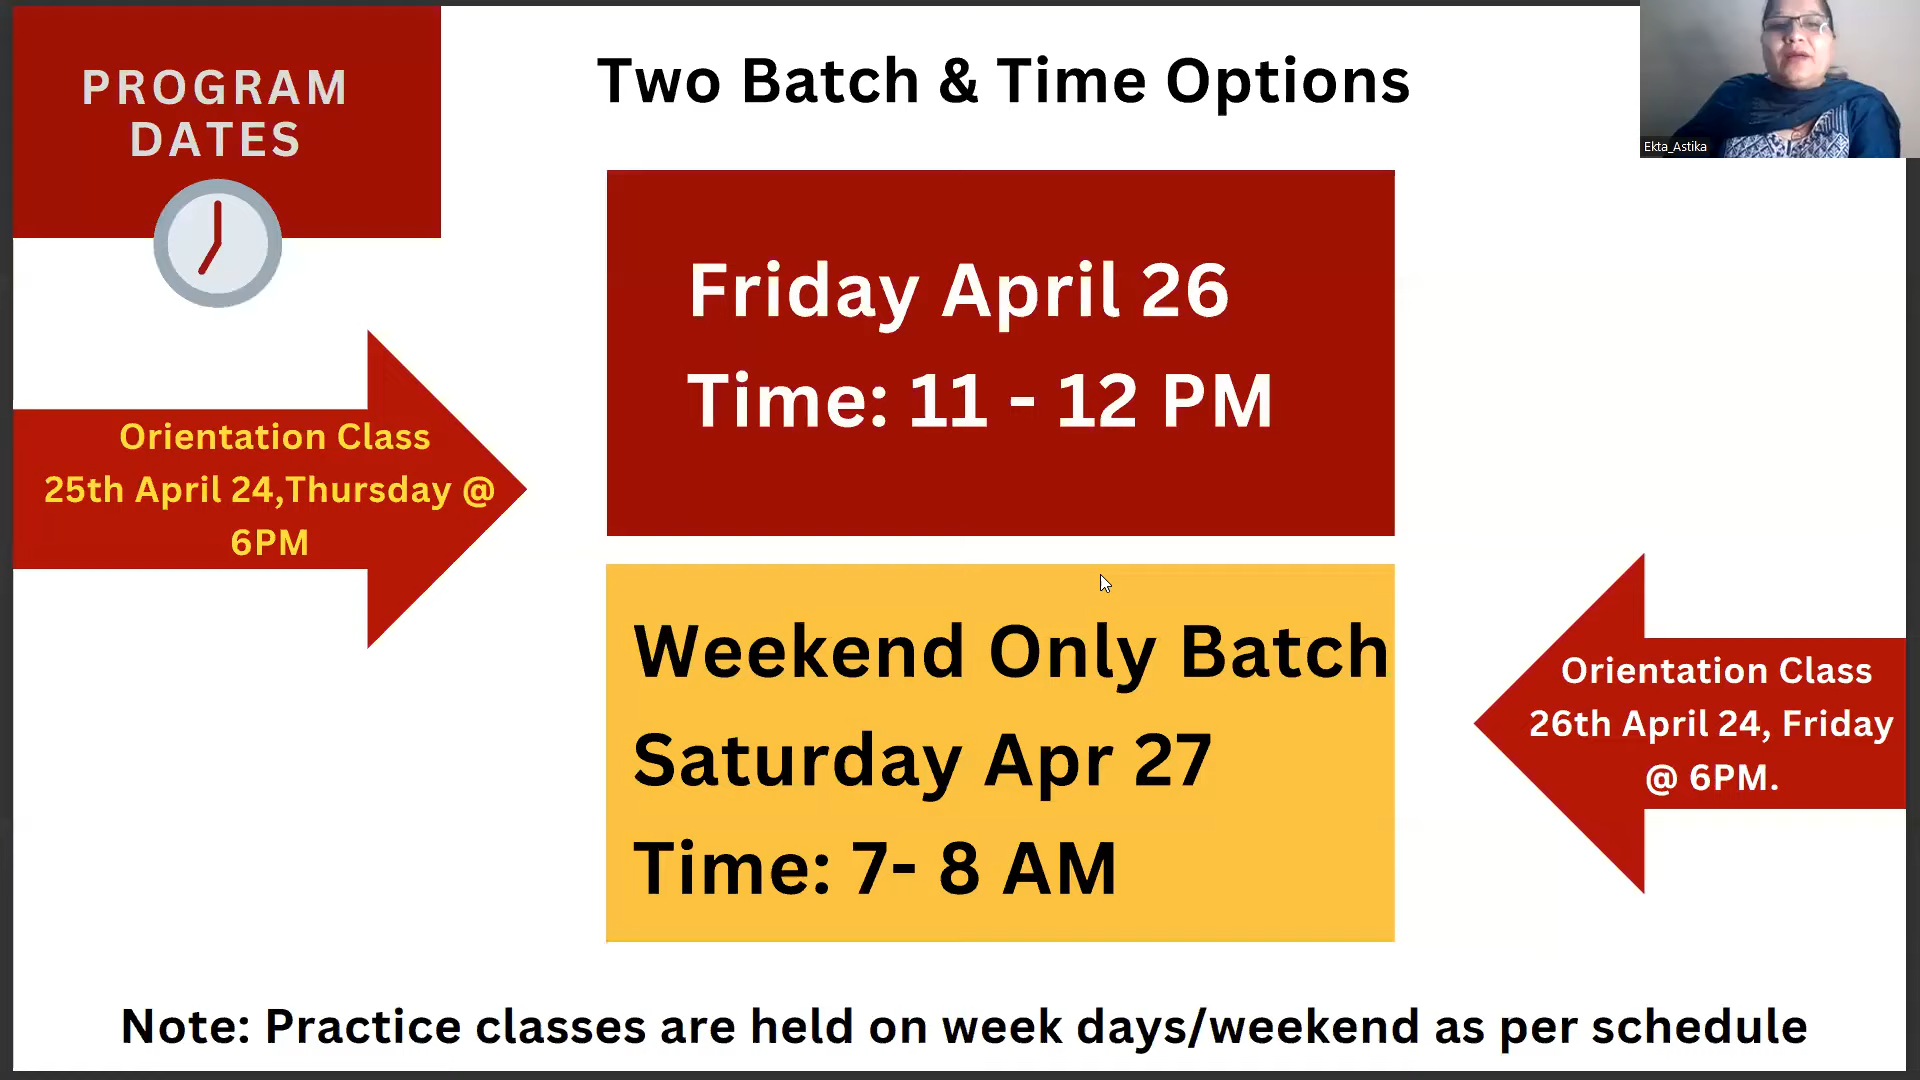 PROGRAM
DATES
Two Batch & Time Options
Ekta_Astika
Friday April 26
Time: 11 - 12 PM
Orientation Class
25th April 24,Thursday @
6PM
Weekend Only Batch
Saturday Apr 27
Time: 7- 8 AM
Orientation Class
26th April 24, Friday
@ 6PM.
Note: Practice classes are held on week days/weekend as per schedule